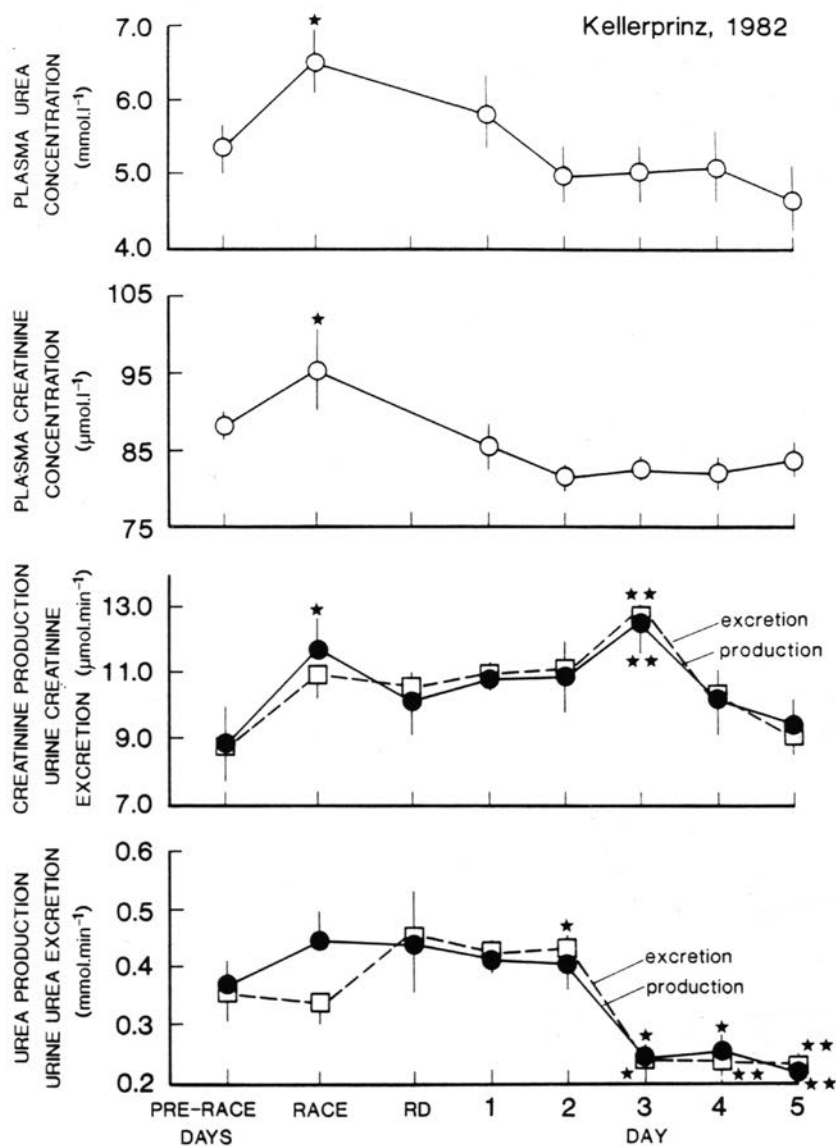 Kellerprinz, 1982
PLASMA UREA
CONCENTRATION
(mmol.l⁻¹)
7.0
6.0
5.0
4.0
PLASMA CREATININE
CONCENTRATION
(μmol.l⁻¹)
105
95
85
75
CREATININE PRODUCTION
URINE CREATININE
EXCRETION (μmol.min⁻¹)
13.0
11.0
9.0
7.0
excretion
production
UREA PRODUCTION
URINE UREA EXCRETION
(mmol.min⁻¹)
0.6
0.5
0.4
0.3
0.2
excretion
production
PRE-RACE RACE RD 1 2 3 4 5
DAYS DAY